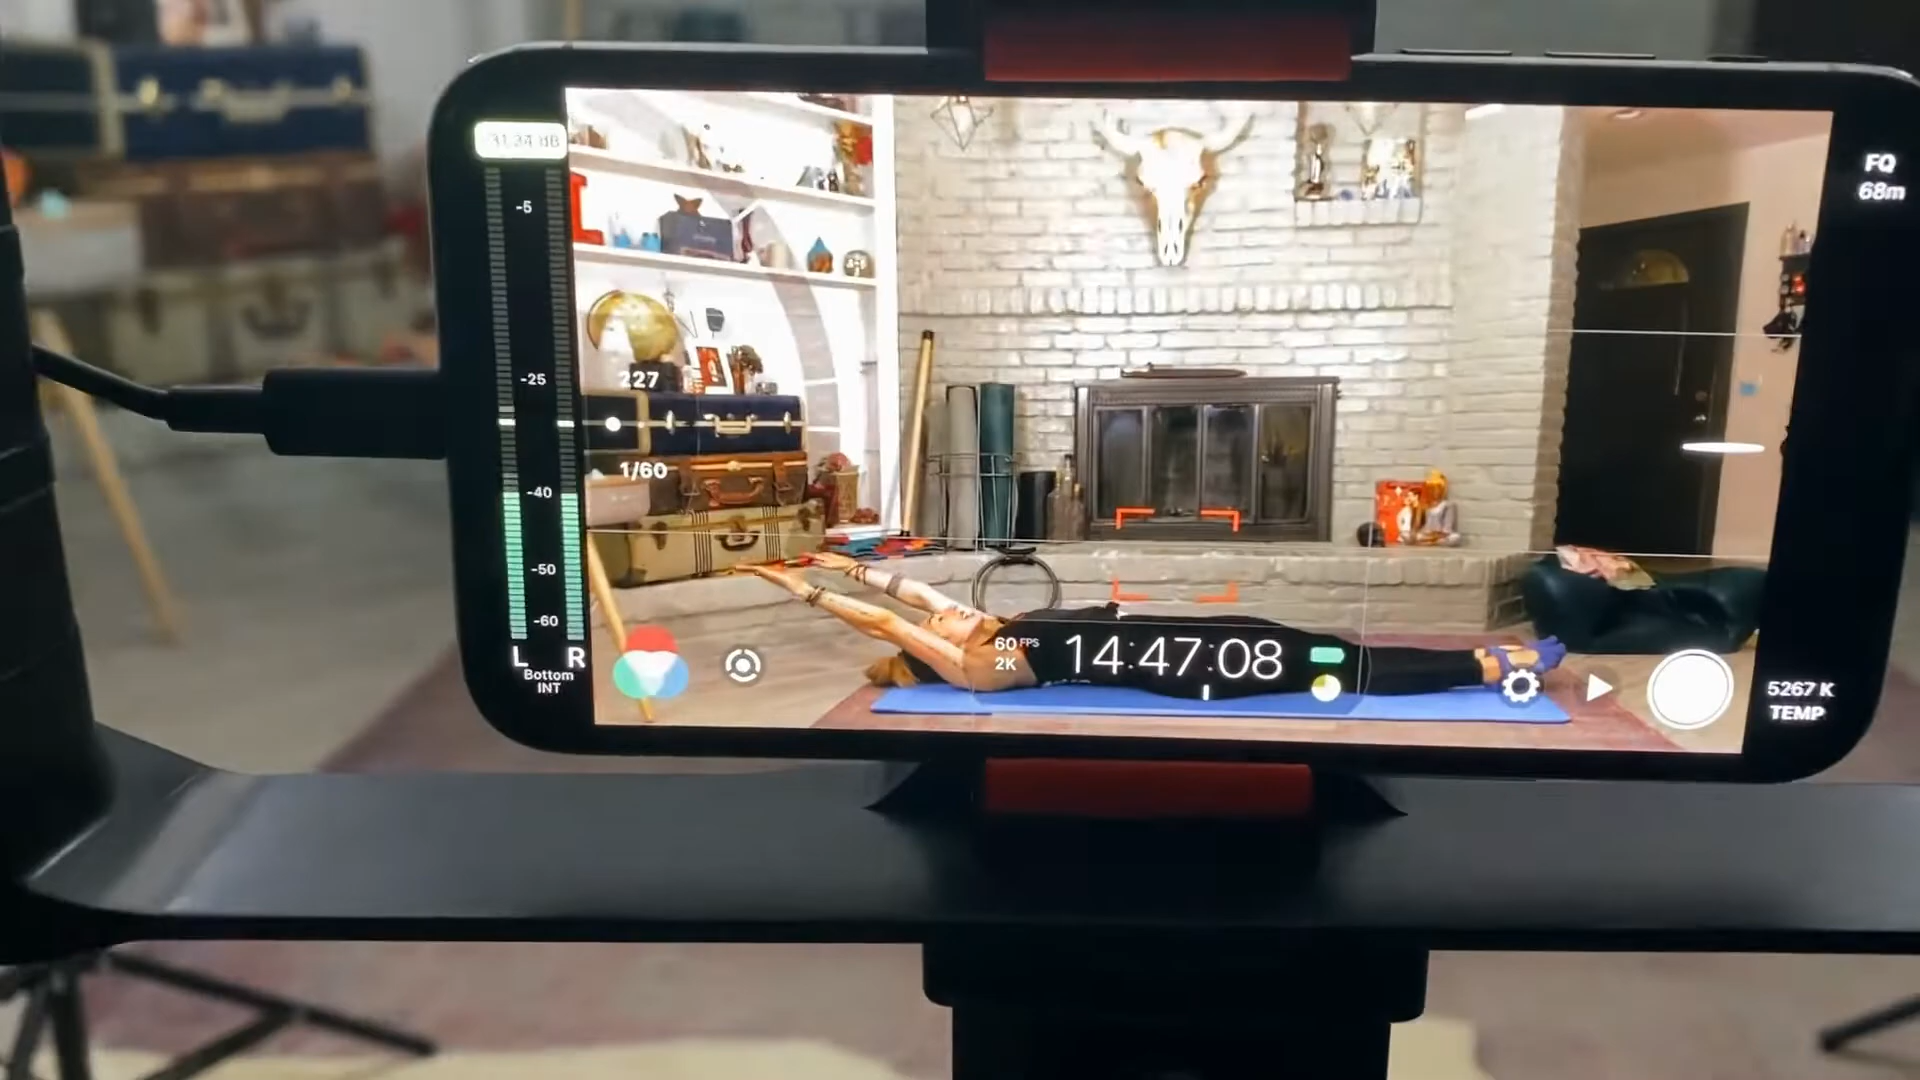 -31.24 dB
-5
-25
-40
-50
-60
L R
Bottom
INT
227
1/60
60 FPS
2K
14:47:08
FQ
68m
5267 K
TEMP